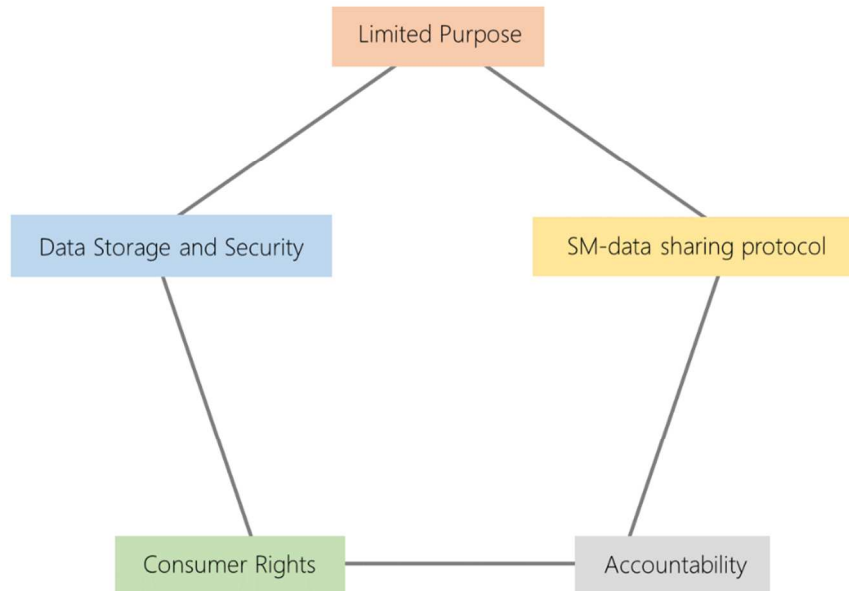 Limited Purpose
Data Storage and Security
SM-data sharing protocol
Consumer Rights
Accountability